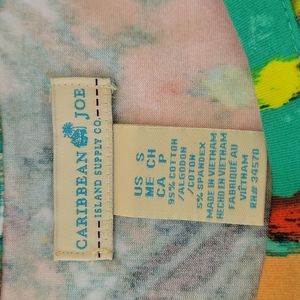 CARIBBEAN JOE
ISLAND SUPPLY CO.
US S
ME CH
CA P
95% COTTON
/ALGODON
/COTON
5% SPANDEX
MADE IN VIETNAM
HECHO EN VIETNAM
FABRIQUÉ AU
VIÊTNAM
RN# 34570